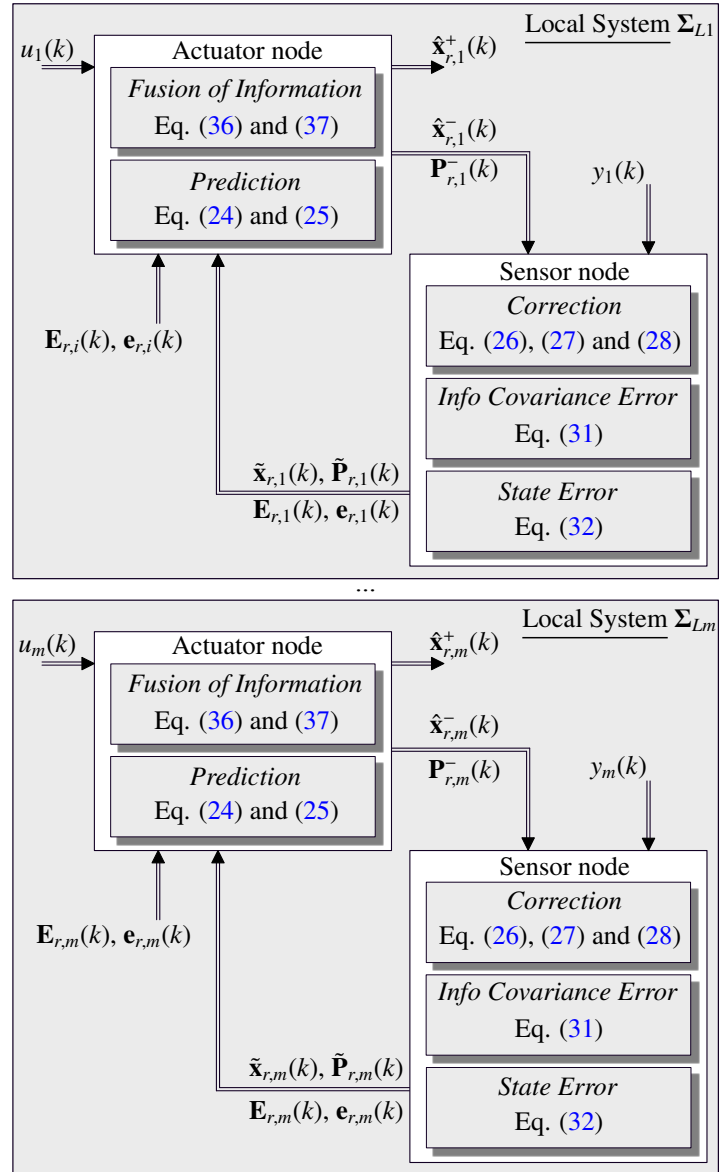 Local System Σ_{L1}
u₁(k)
Actuator node
x̂⁺_{r,1}(k)
Fusion of Information
Eq. (36) and (37)
x̂⁻_{r,1}(k)
P⁻_{r,1}(k)
Prediction
Eq. (24) and (25)
y₁(k)
Sensor node
Correction
Eq. (26), (27) and (28)
E_{r,i}(k), e_{r,i}(k)
Info Covariance Error
Eq. (31)
x̃_{r,1}(k), P̃_{r,1}(k)
E_{r,1}(k), e_{r,1}(k)
State Error
Eq. (32)
...
Local System Σ_{Lm}
u_m(k)
Actuator node
x̂⁺_{r,m}(k)
Fusion of Information
Eq. (36) and (37)
x̂⁻_{r,m}(k)
P⁻_{r,m}(k)
Prediction
Eq. (24) and (25)
y_m(k)
Sensor node
Correction
Eq. (26), (27) and (28)
E_{r,m}(k), e_{r,m}(k)
Info Covariance Error
Eq. (31)
x̃_{r,m}(k), P̃_{r,m}(k)
E_{r,m}(k), e_{r,m}(k)
State Error
Eq. (32)